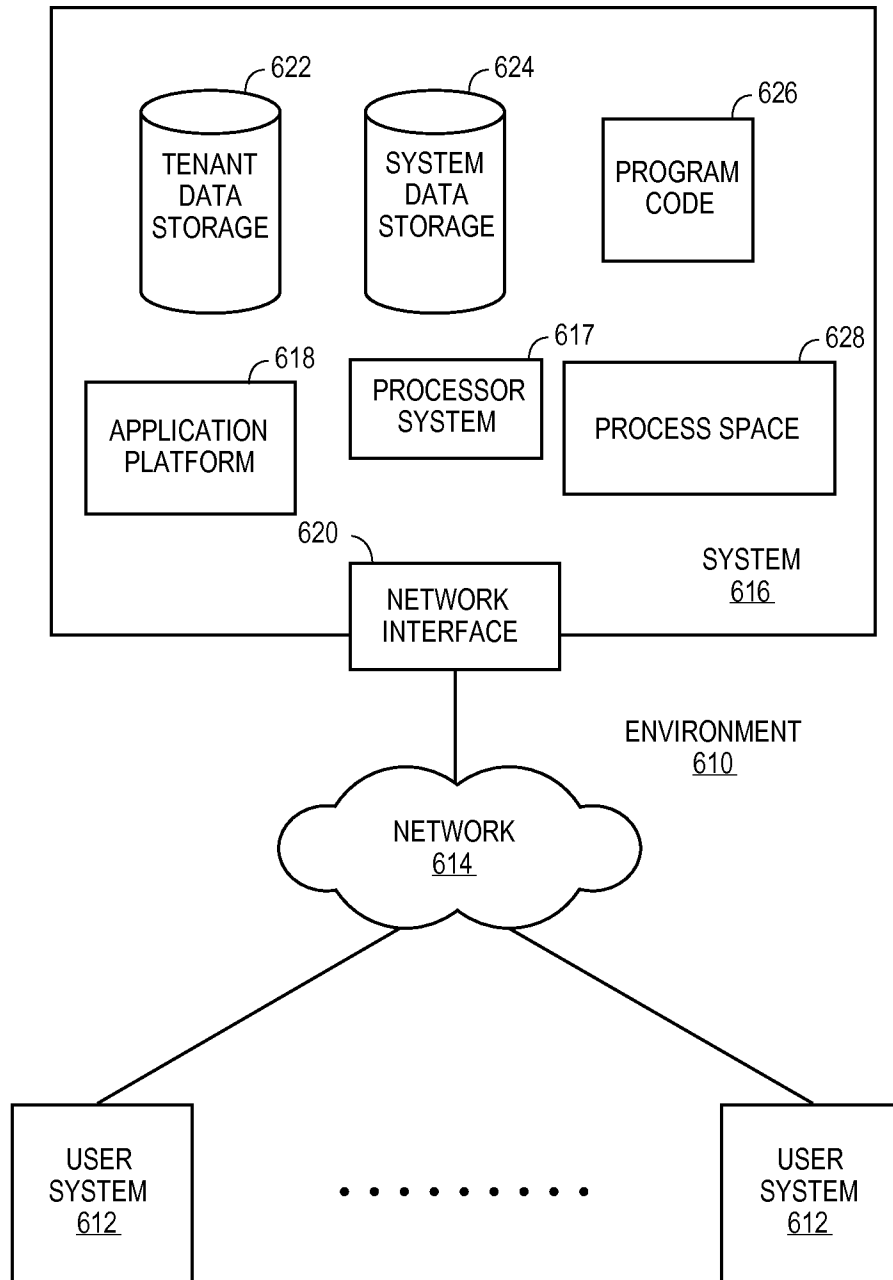 622
TENANT
DATA
STORAGE
624
SYSTEM
DATA
STORAGE
626
PROGRAM
CODE
618
APPLICATION
PLATFORM
617
PROCESSOR
SYSTEM
628
PROCESS SPACE
620
NETWORK
INTERFACE
SYSTEM
616
ENVIRONMENT
610
NETWORK
614
USER
SYSTEM
612
USER
SYSTEM
612